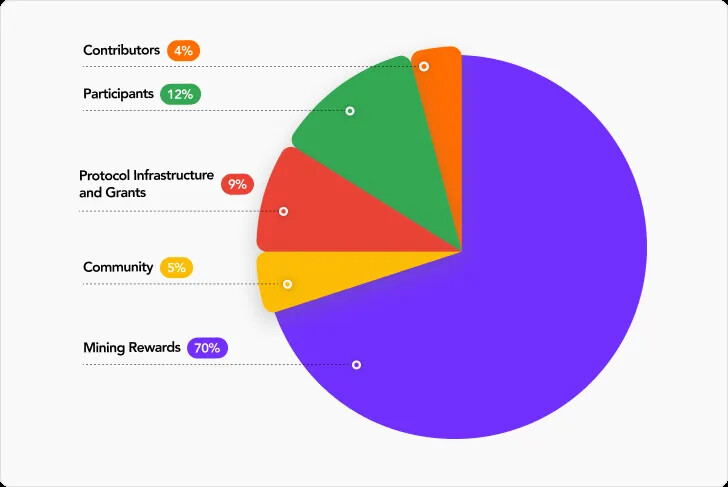 Contributors 4%
Participants 12%
Protocol Infrastructure
and Grants 9%
Community 5%
Mining Rewards 70%